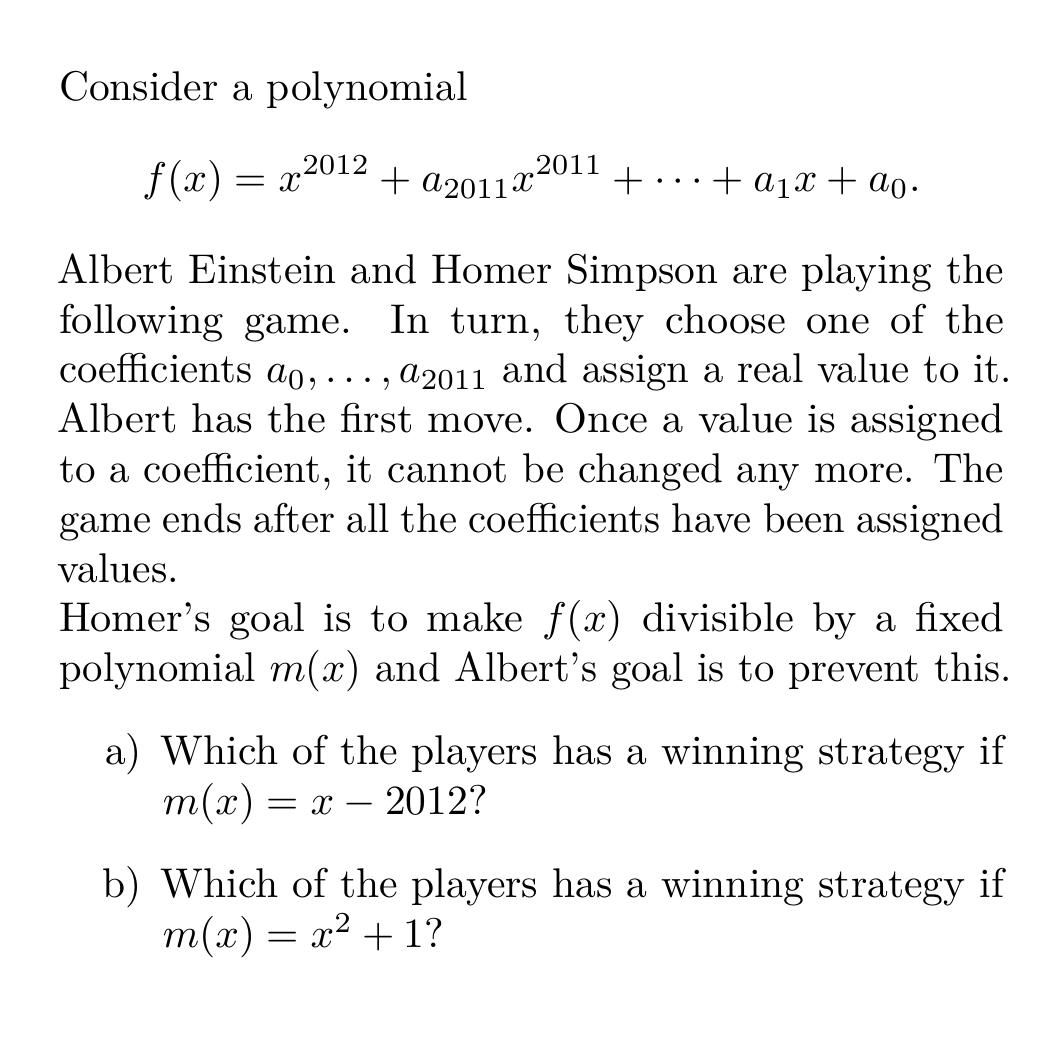 Consider a polynomial
f(x) = x^{2012} + a_{2011}x^{2011} + ⋯ + a_1x + a_0.
Albert Einstein and Homer Simpson are playing the
following game. In turn, they choose one of the
coefficients a_0, ..., a_{2011} and assign a real value to it.
Albert has the first move. Once a value is assigned
to a coefficient, it cannot be changed any more. The
game ends after all the coefficients have been assigned
values.
Homer's goal is to make f(x) divisible by a fixed
polynomial m(x) and Albert's goal is to prevent this.
a) Which of the players has a winning strategy if
m(x) = x − 2012?
b) Which of the players has a winning strategy if
m(x) = x^2 + 1?